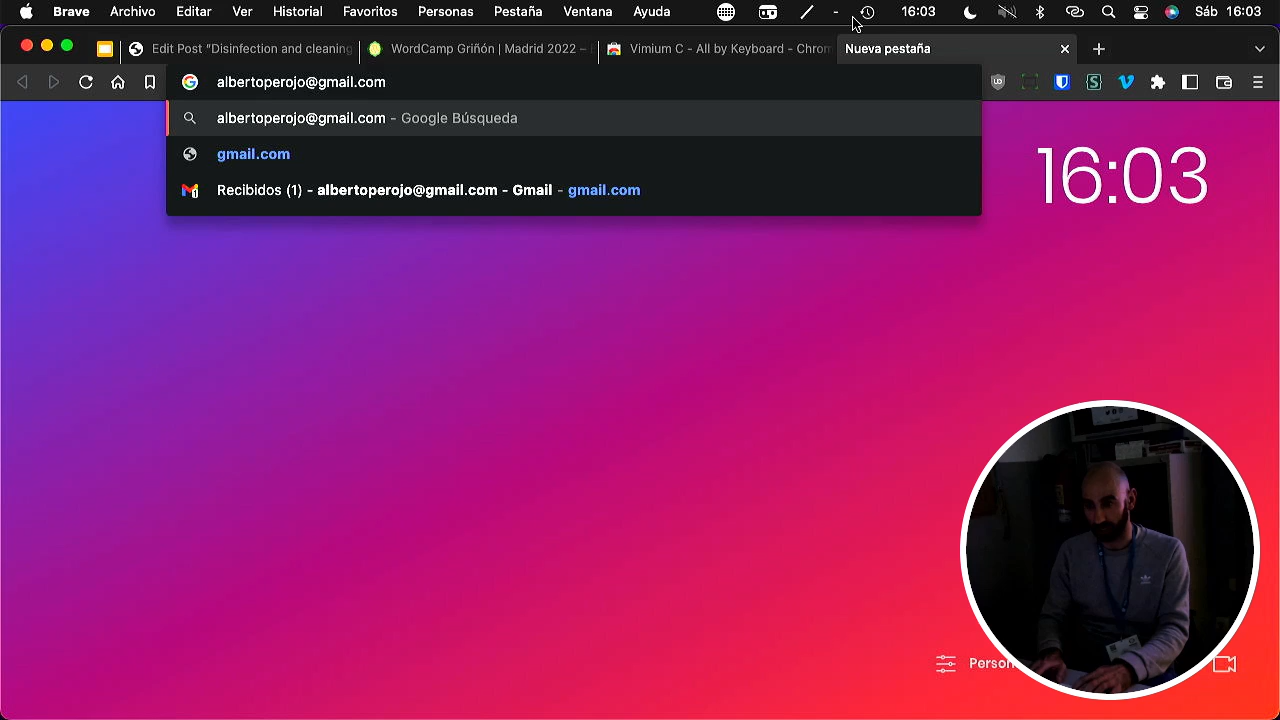 Brave Archivo Editar Ver Historial Favoritos Personas Pestaña Ventana Ayuda 16:03 Sáb 16:03
Edit Post “Disinfection and cleaning WordCamp Griñón | Madrid 2022 – Vimium C - All by Keyboard - Chrom Nueva pestaña
albertoperojo@gmail.com
albertoperojo@gmail.com - Google Búsqueda
gmail.com
Recibidos (1) - albertoperojo@gmail.com - Gmail - gmail.com
16:03
Person